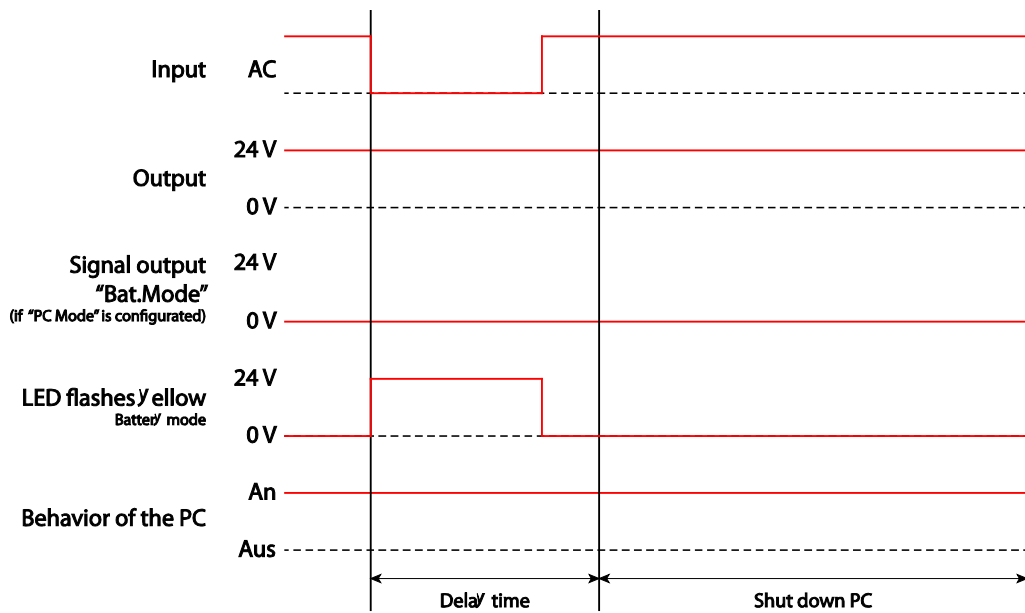 Input AC
24 V
Output
0 V
Signal output 24 V
"Bat.Mode"
(if "PC Mode" is configurated) 0 V
24 V
LED flashes yellow
Battery mode
0 V
An
Behavior of the PC
Aus
Delay time Shut down PC